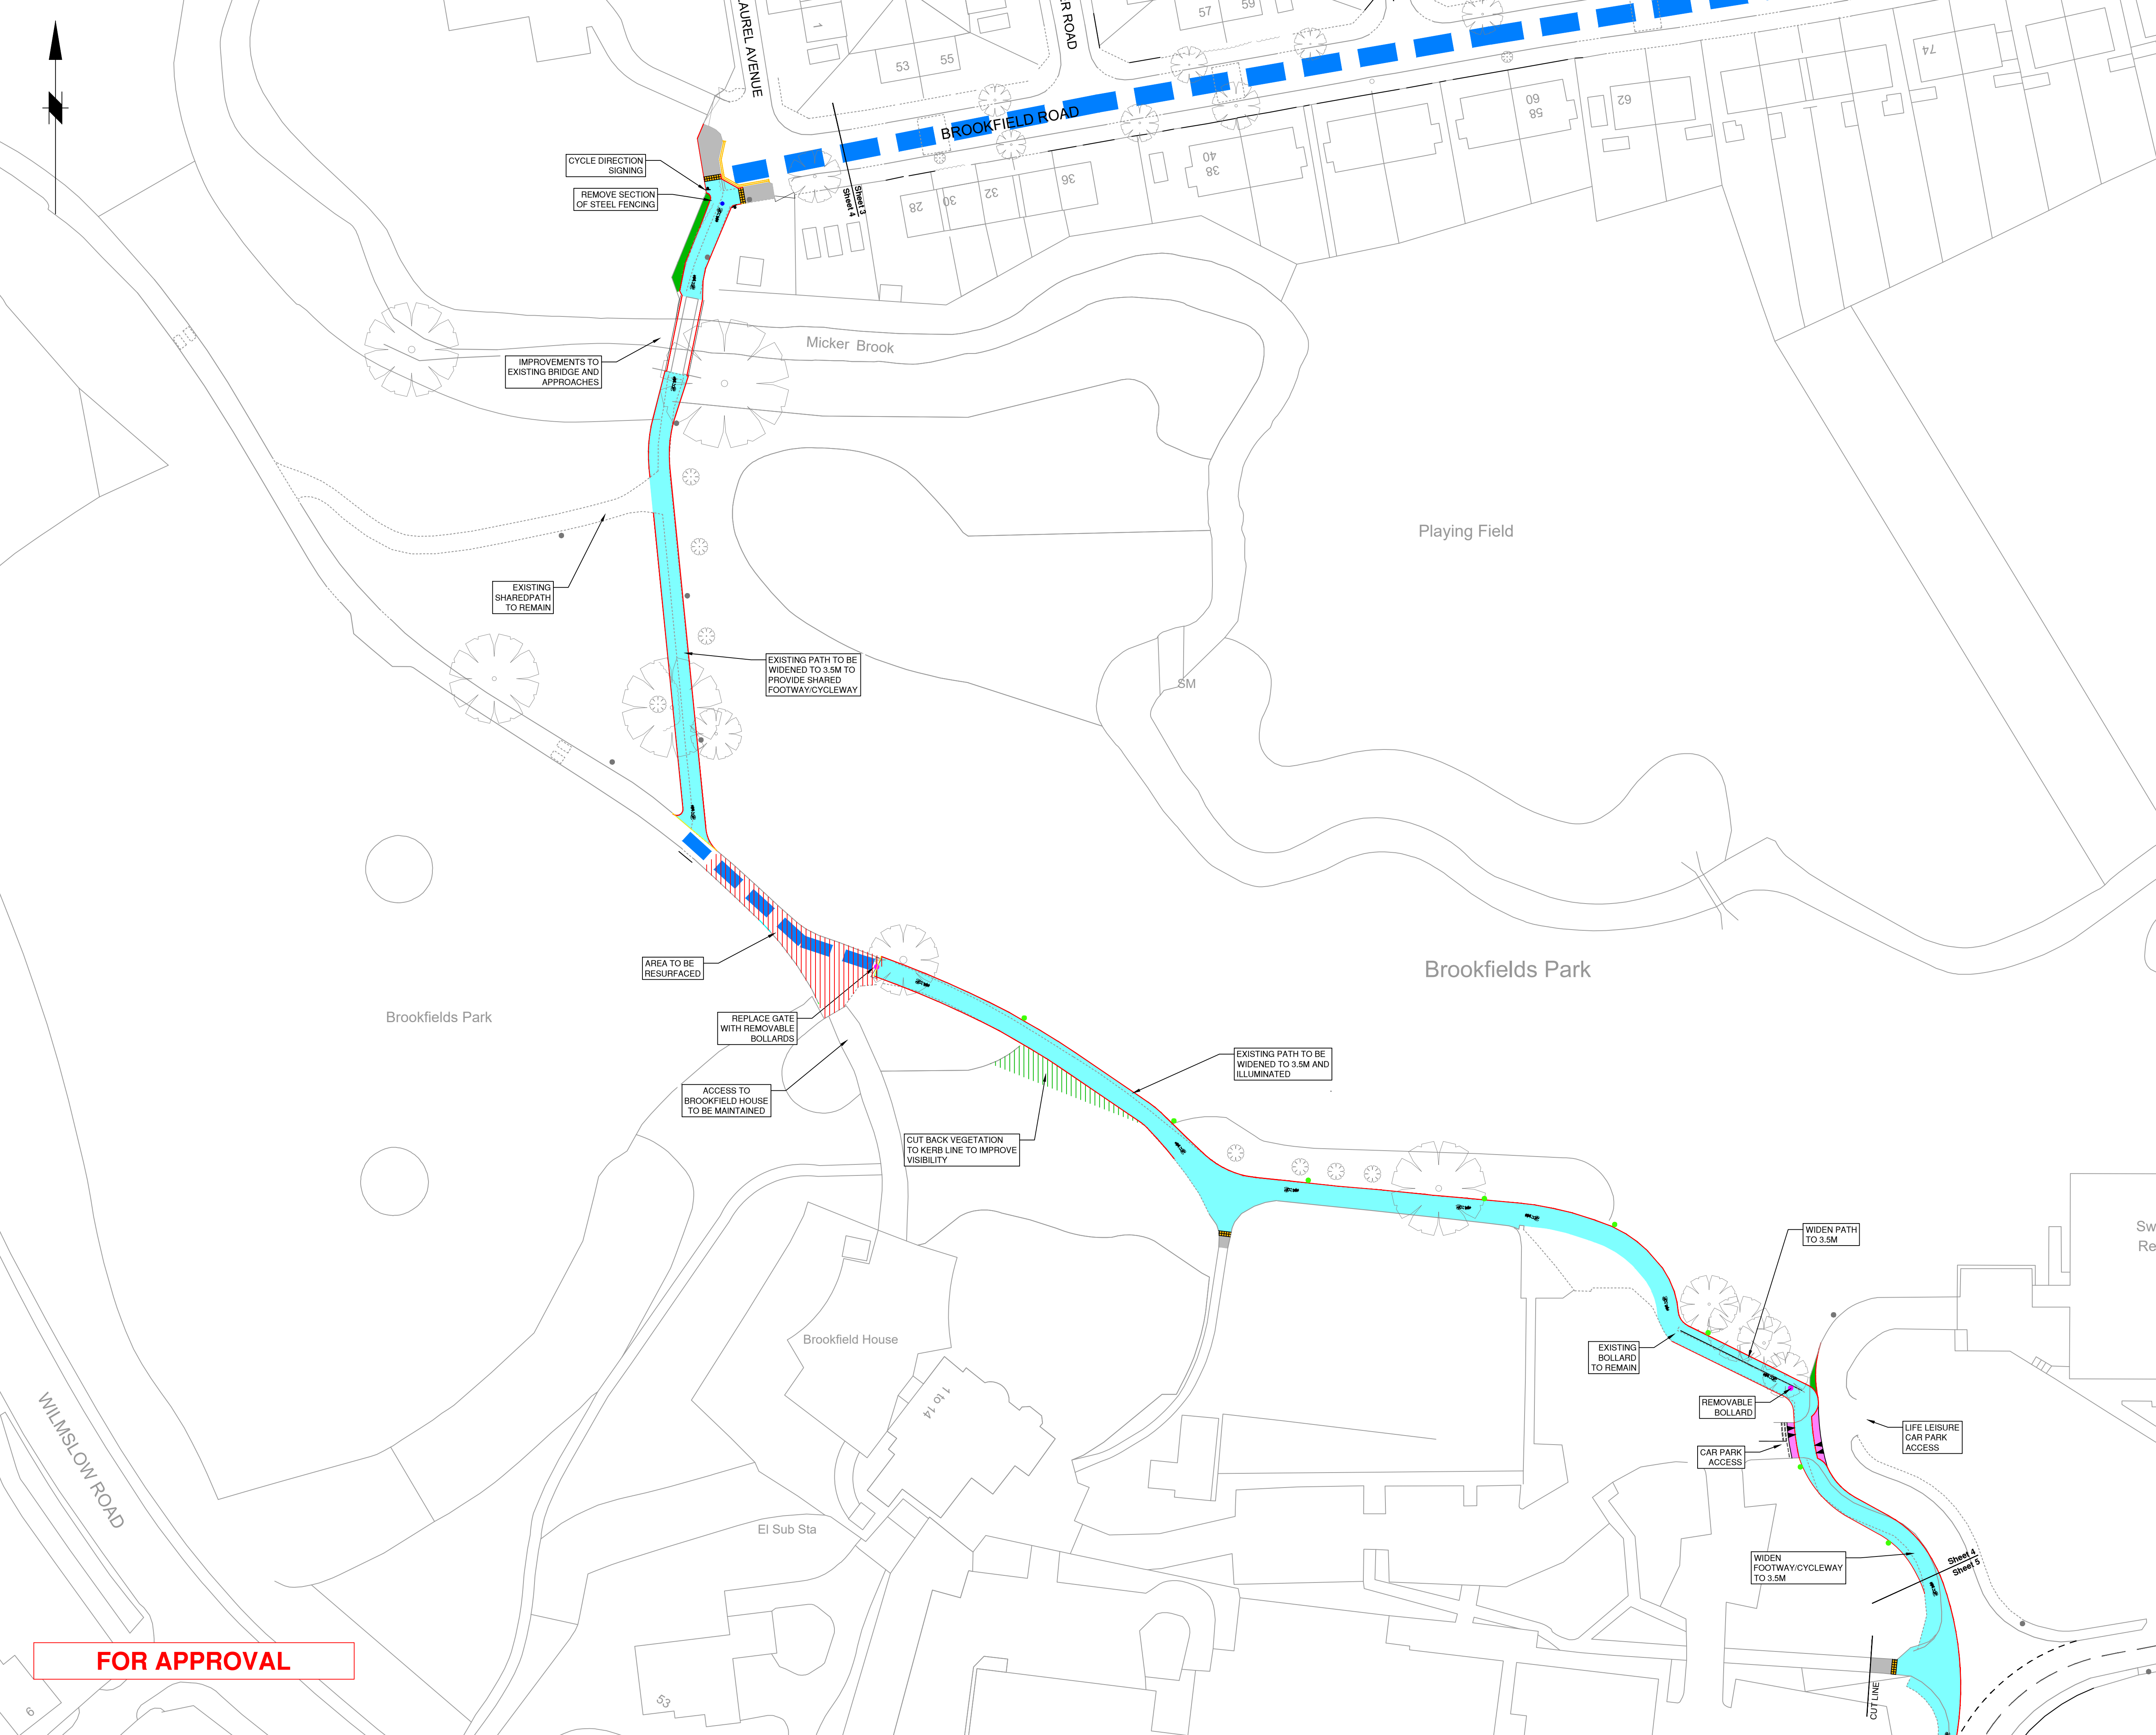 LAUREL AVENUE
ER ROAD
1
53
55
57
59
BROOKFIELD ROAD
74
62
60
58
40
38
36
32
30
28
Sheet 3
Sheet 4
CYCLE DIRECTION
SIGNING
REMOVE SECTION
OF STEEL FENCING
IMPROVEMENTS TO
EXISTING BRIDGE AND
APPROACHES
Micker Brook
Playing Field
EXISTING
SHAREDPATH
TO REMAIN
EXISTING PATH TO BE
WIDENED TO 3.5M TO
PROVIDE SHARED
FOOTWAY/CYCLEWAY
SM
AREA TO BE
RESURFACED
Brookfields Park
Brookfields Park
REPLACE GATE
WITH REMOVABLE
BOLLARDS
ACCESS TO
BROOKFIELD HOUSE
TO BE MAINTAINED
EXISTING PATH TO BE
WIDENED TO 3.5M AND
ILLUMINATED
CUT BACK VEGETATION
TO KERB LINE TO IMPROVE
VISIBILITY
WIDEN PATH
TO 3.5M
Sw
Re
Brookfield House
1 to 14
EXISTING
BOLLARD
TO REMAIN
REMOVABLE
BOLLARD
LIFE LEISURE
CAR PARK
ACCESS
CAR PARK
ACCESS
WILMSLOW ROAD
El Sub Sta
WIDEN
FOOTWAY/CYCLEWAY
TO 3.5M
Sheet 4
Sheet 5
FOR APPROVAL
53
6
CUT LINE